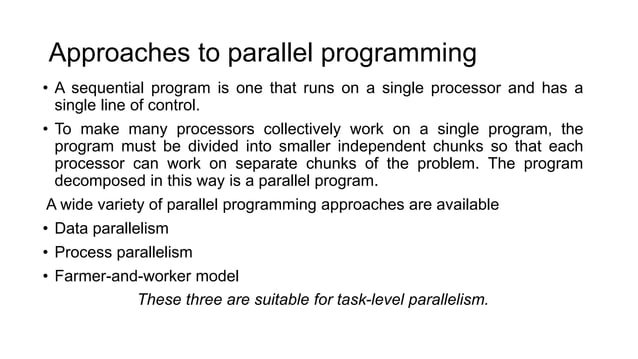 Approaches to parallel programming
• A sequential program is one that runs on a single processor and has a
single line of control.
• To make many processors collectively work on a single program, the
program must be divided into smaller independent chunks so that each
processor can work on separate chunks of the problem. The program
decomposed in this way is a parallel program.
A wide variety of parallel programming approaches are available
• Data parallelism
• Process parallelism
• Farmer-and-worker model
These three are suitable for task-level parallelism.